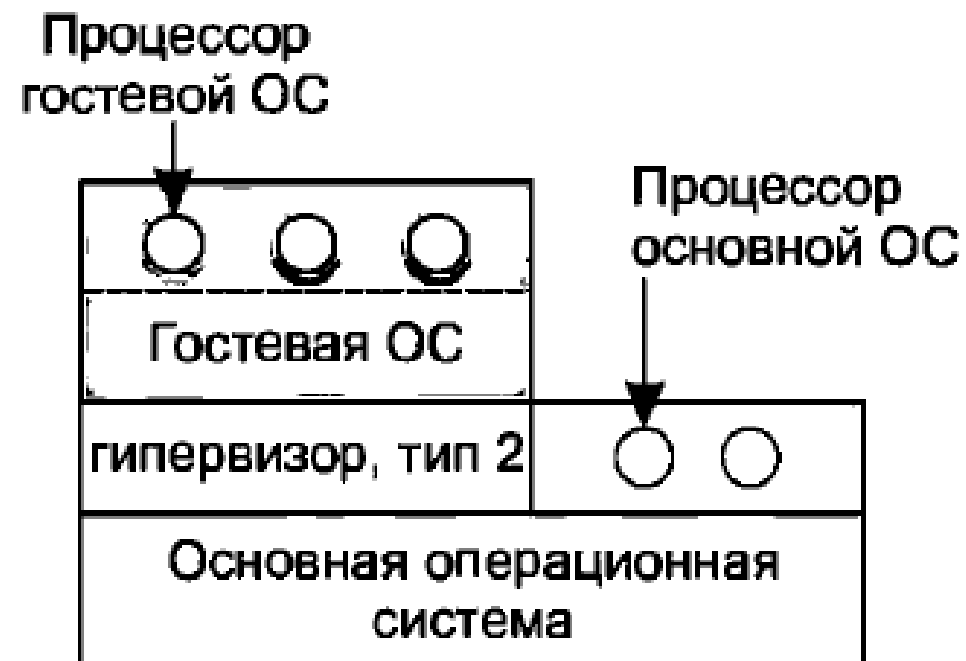 Процессор
гостевой ОС
Процессор
основной ОС
Гостевая ОС
гипервизор, тип 2
Основная операционная
система